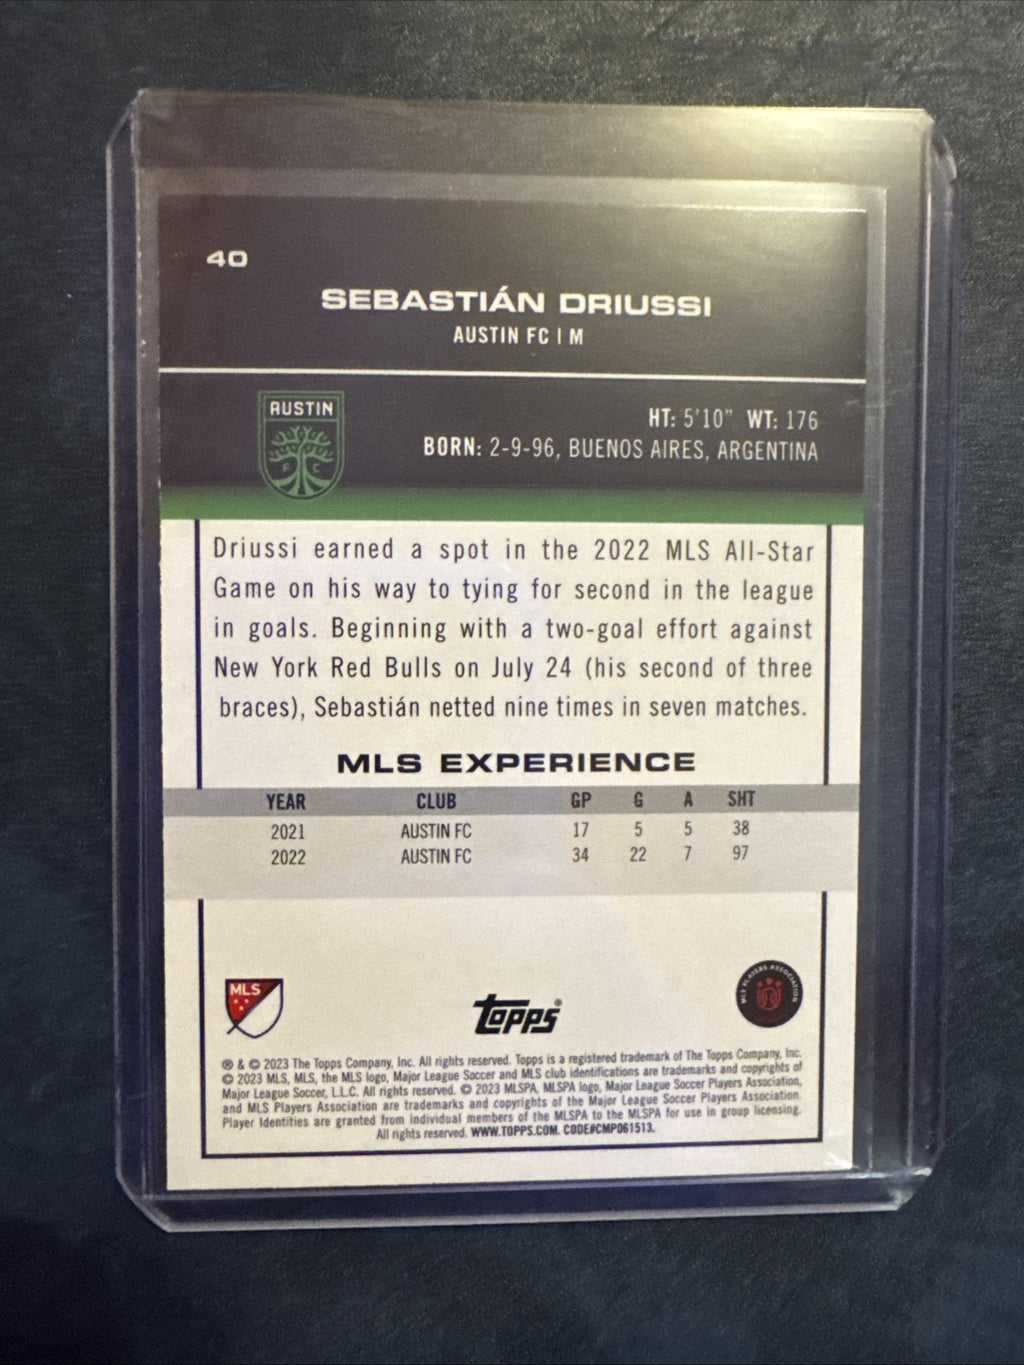 40
SEBASTIÁN DRIUSSI
AUSTIN FC | M
AUSTIN
F C
HT: 5'10" WT: 176
BORN: 2-9-96, BUENOS AIRES, ARGENTINA
Driussi earned a spot in the 2022 MLS All-Star
Game on his way to tying for second in the league
in goals. Beginning with a two-goal effort against
New York Red Bulls on July 24 (his second of three
braces), Sebastián netted nine times in seven matches.
MLS EXPERIENCE
YEAR CLUB GP G A SHT
2021 AUSTIN FC 17 5 5 38
2022 AUSTIN FC 34 22 7 97
MLS
topps®
MLS PLAYERS ASSOCIATION
® & © 2023 The Topps Company, Inc. All rights reserved. Topps is a registered trademark of The Topps Company, Inc.
© 2023 MLS, MLS, the MLS logo, Major League Soccer and MLS club identifications are trademarks and copyrights of
Major League Soccer, L.L.C. All rights reserved. © 2023 MLSPA, MLSPA logo, Major League Soccer Players Association,
and MLS Players Association are trademarks and copyrights of the Major League Soccer Players Association.
Player Identities are granted from individual members of the MLSPA to the MLSPA for use in group licensing.
All rights reserved. WWW.TOPPS.COM. CODE#CMP061513.